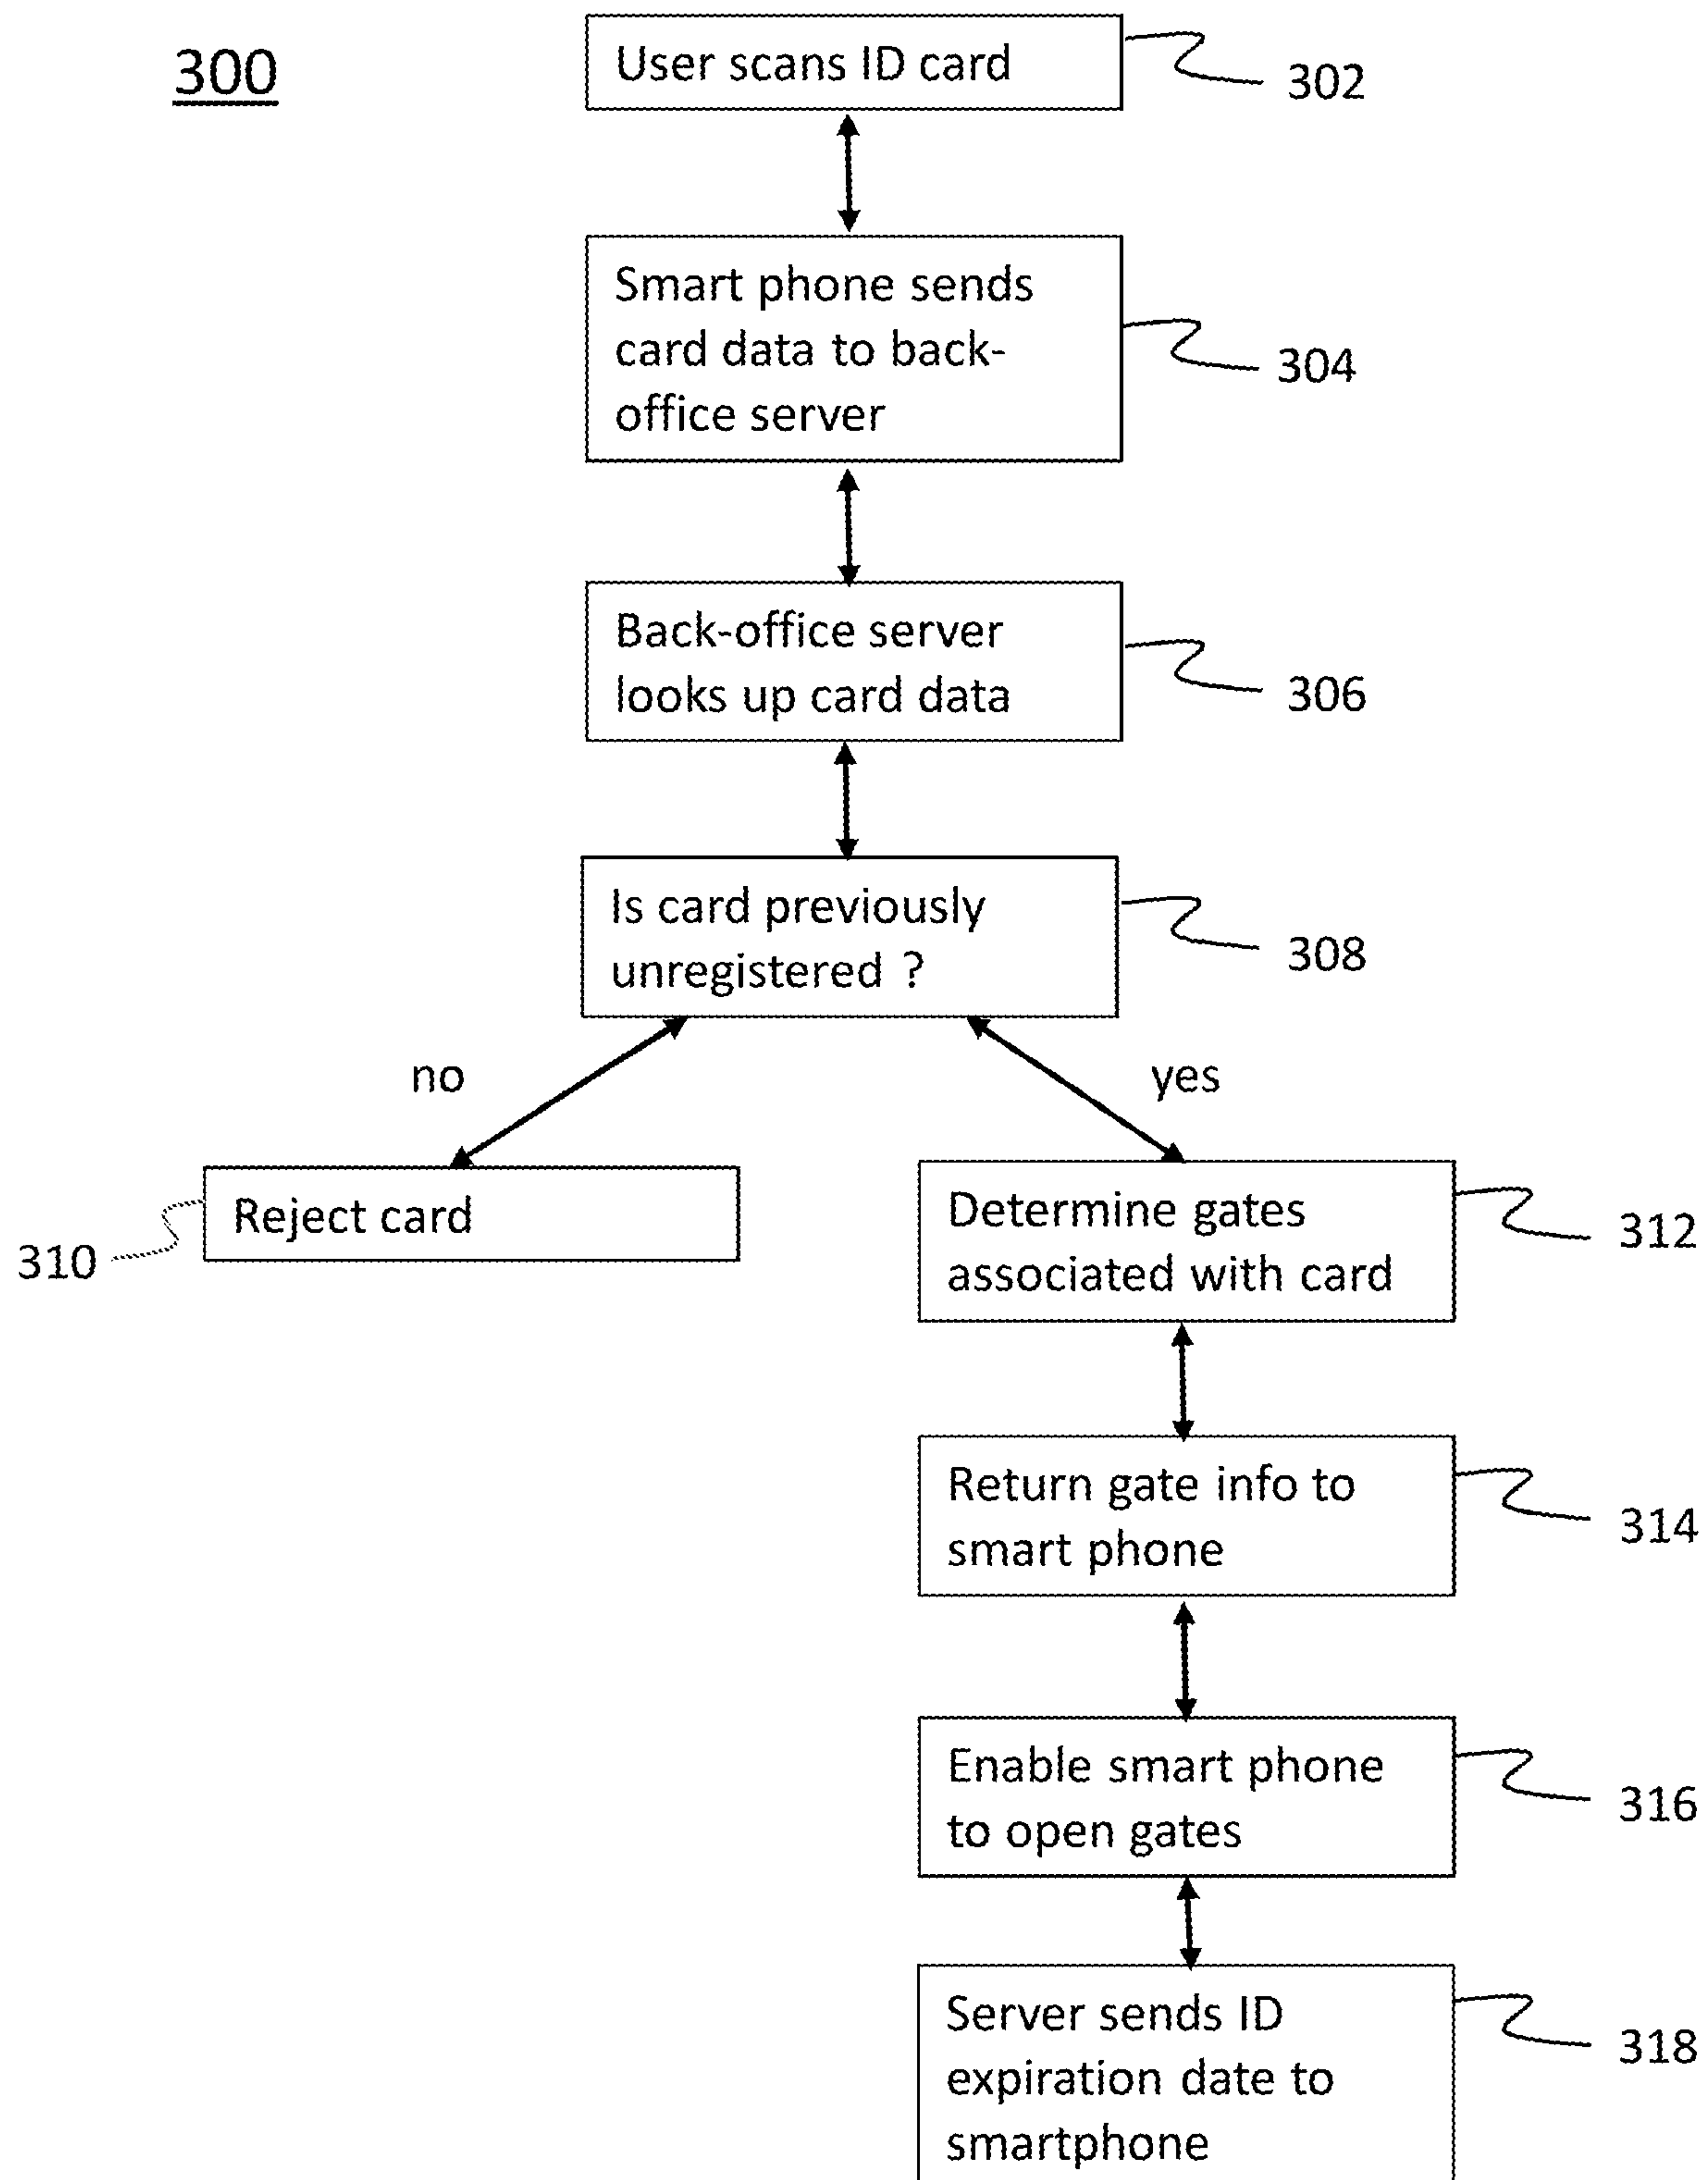 300
User scans ID card
302
Smart phone sends
card data to back-
office server
304
Back-office server
looks up card data
306
Is card previously
unregistered ?
308
no
yes
Reject card
310
Determine gates
associated with card
312
Return gate info to
smart phone
314
Enable smart phone
to open gates
316
Server sends ID
expiration date to
smartphone
318